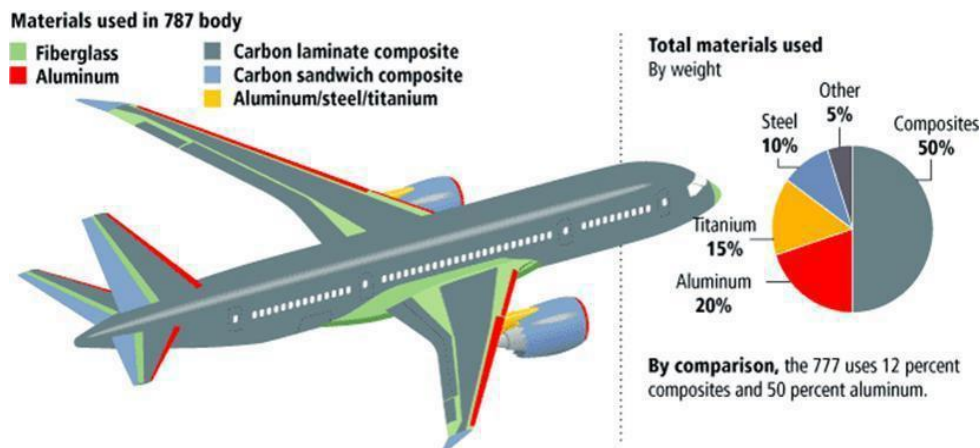 Materials used in 787 body
Fiberglass
Aluminum
Carbon laminate composite
Carbon sandwich composite
Aluminum/steel/titanium
Total materials used
By weight
Other
5%
Steel
10%
Composites
50%
Titanium
15%
Aluminum
20%
By comparison, the 777 uses 12 percent
composites and 50 percent aluminum.